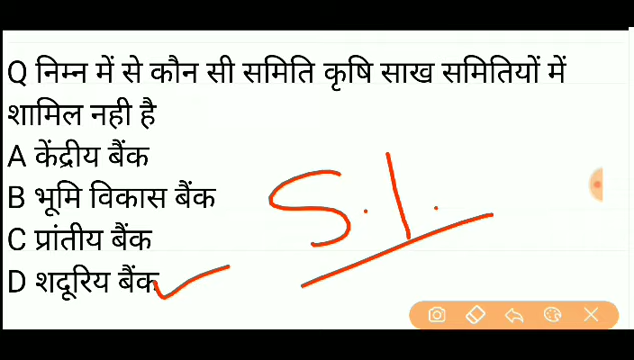 Q निम्न में से कौन सी समिति कृषि साख समितियों में
शामिल नही है
A केंद्रीय बैंक
B भूमि विकास बैंक
C प्रांतीय बैंक
D शदूरिय बैंक
S.I.